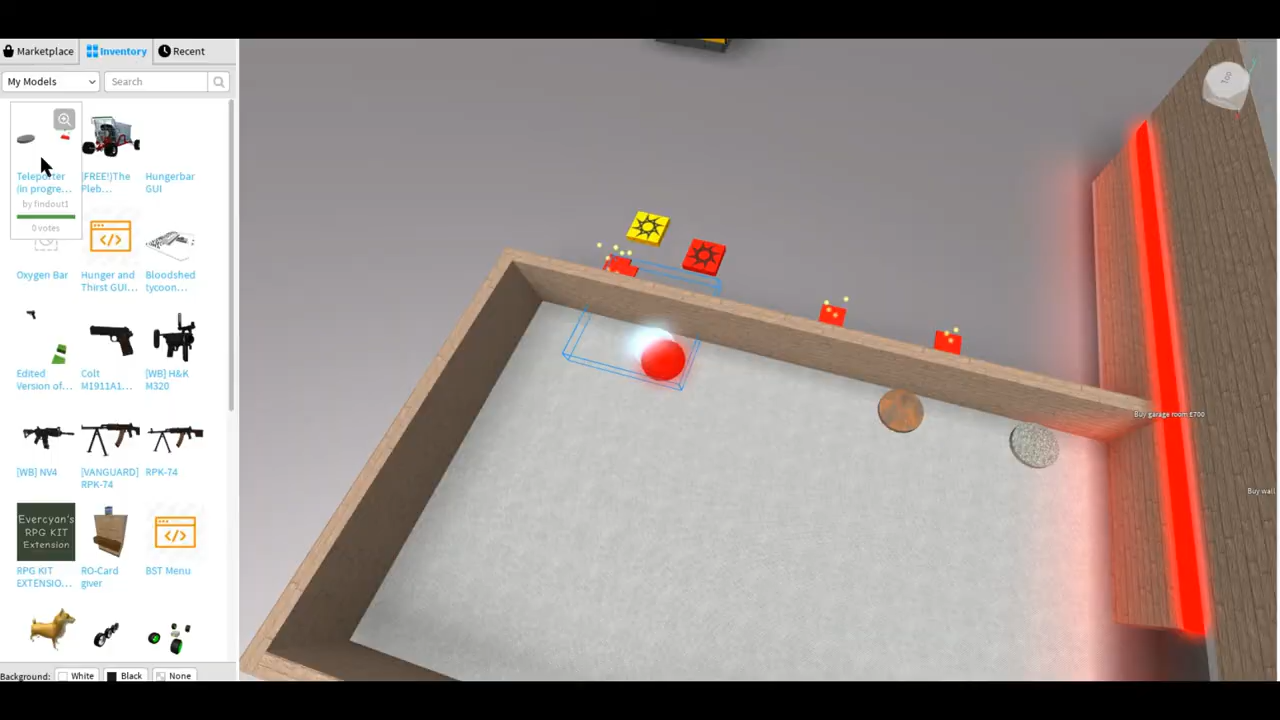 Marketplace
Inventory
Recent
My Models
Search
Teleporter
(in progre...
by findout1
0 votes
[FREE!]The
Pleb...
Hungerbar
GUI
Oxygen Bar
Hunger and
Thirst GUI...
Bloodshed
tycoon...
Edited
Version of...
Colt
M1911A1...
[WB] H&K
M320
[WB] NV4
[VANGUARD]
RPK-74
RPK-74
Evercyan's
RPG KIT
Extension
RPG KIT
EXTENSIO...
RO-Card
giver
BST Menu
Background:
White
Black
None
Buy garage room £700
Buy wall